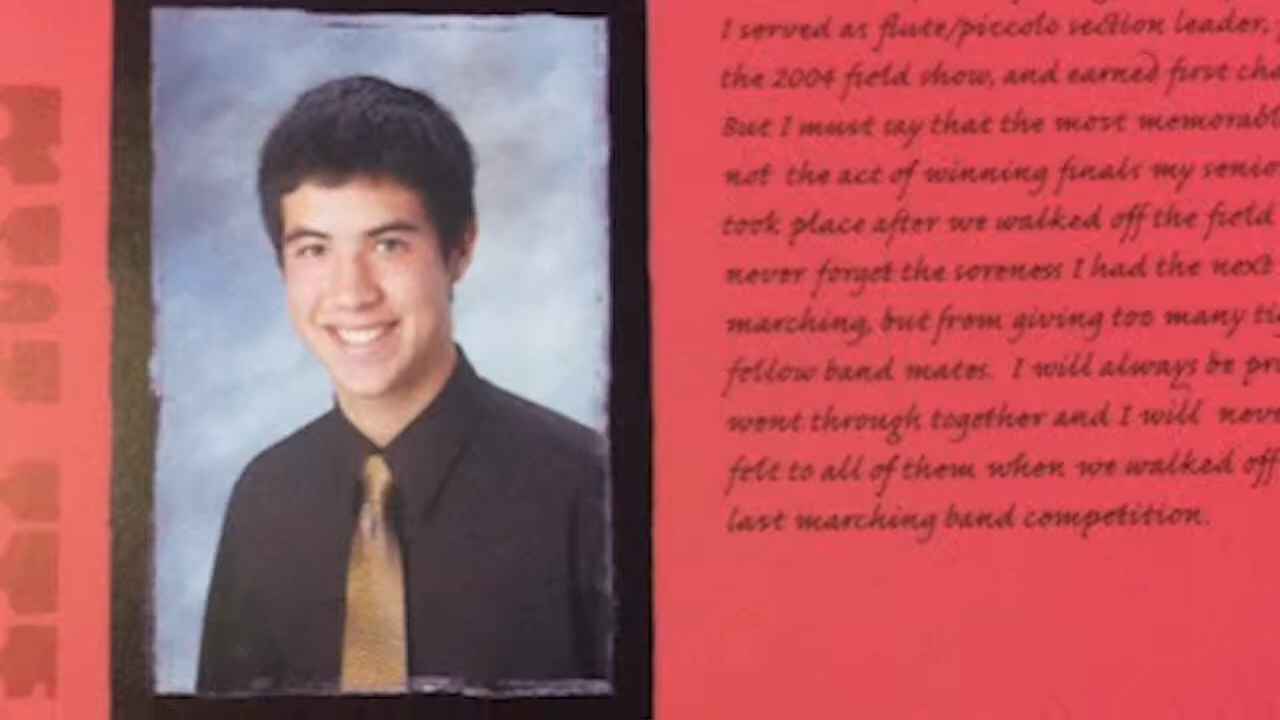 I served as flute/piccolo section leader,
the 2004 field show, and earned first
But I must say that the most
not the act of winning finals my
took place after we walked off the field
never forget the soreness I had the next
marching, but from giving too many
fellow band mates. I will always be
went through together and I will
felt to all of them when we walked off
last marching band competition.